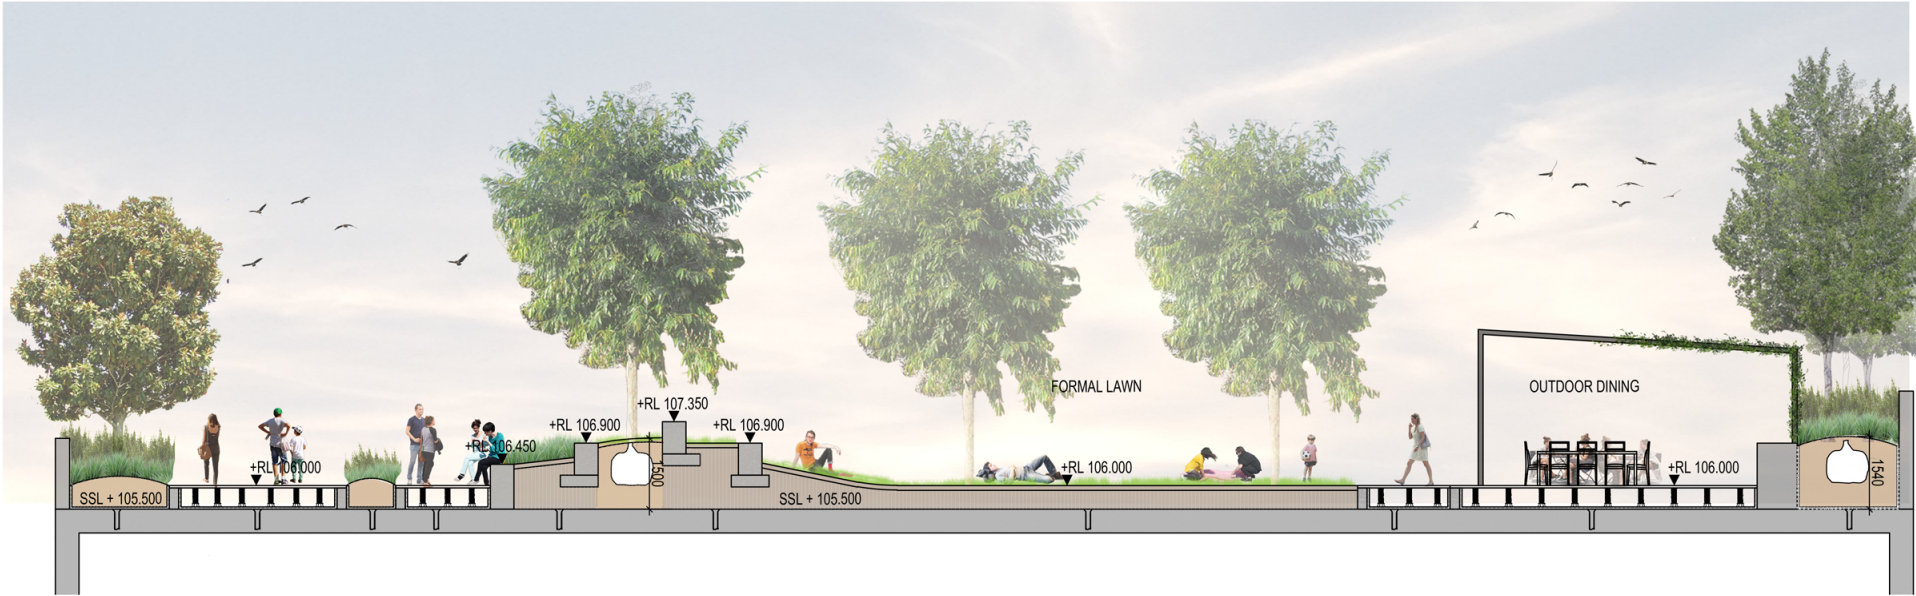 FORMAL LAWN
OUTDOOR DINING
+RL 107.350
+RL 106.900
+RL 106.900
+RL 106.450
+RL 106.000
+RL 106.000
+RL 106.000
SSL + 105.500
1500
SSL + 105.500
1540